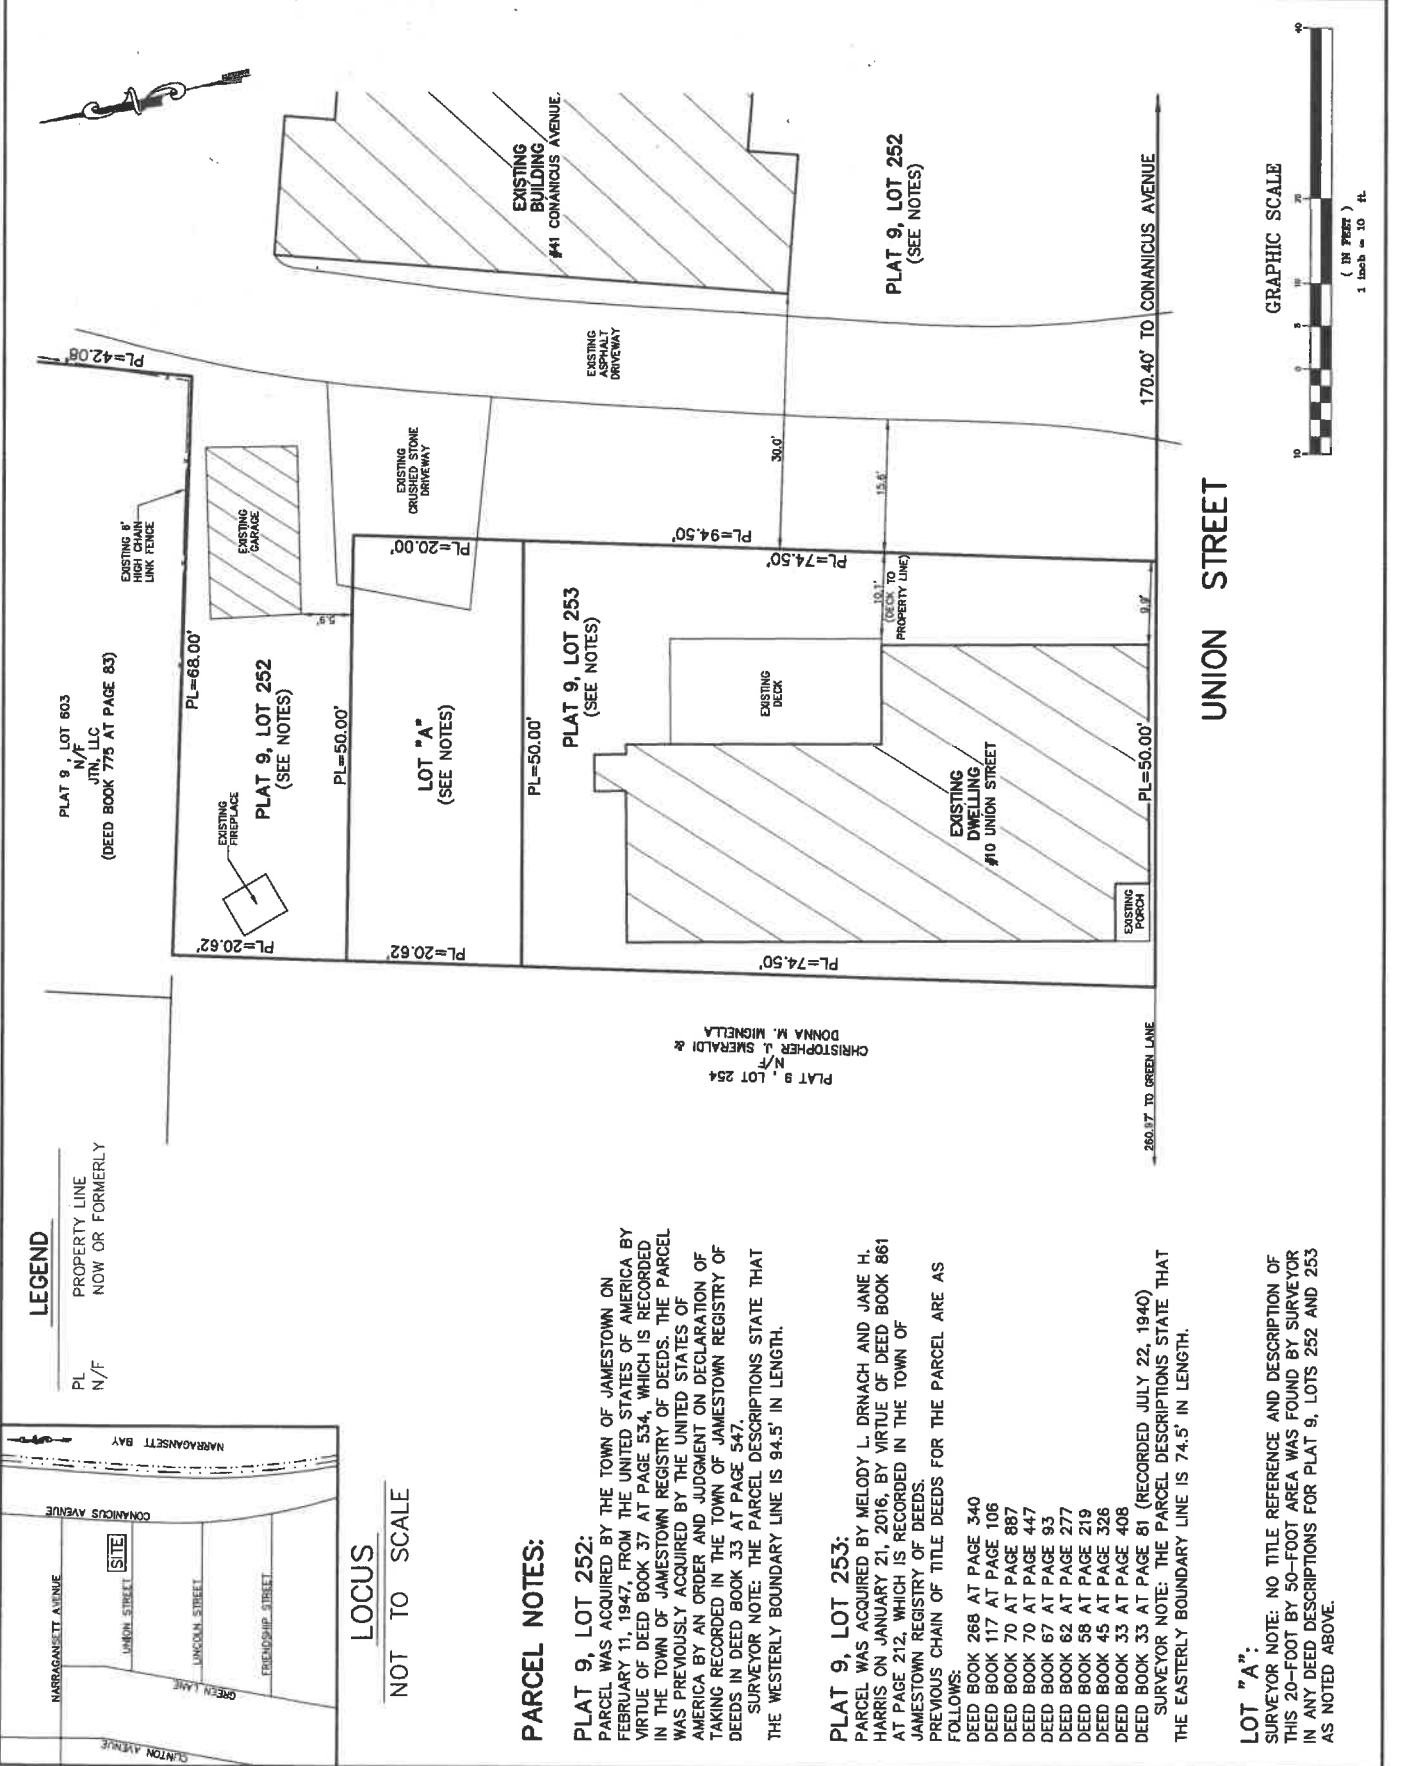 LEGEND
PL PROPERTY LINE
N/F NOW OR FORMERLY
NARRAGANSETT BAY
CONANICUS AVENUE
NARRAGANSETT AVENUE
SITE
UNION STREET
LINCOLN STREET
FRIENDSHIP STREET
GREEN LANE
CLINTON AVENUE
LOCUS
NOT TO SCALE
PARCEL NOTES:
PLAT 9, LOT 252:
PARCEL WAS ACQUIRED BY THE TOWN OF JAMESTOWN ON
FEBRUARY 11, 1947, FROM THE UNITED STATES OF AMERICA BY
VIRTUE OF DEED BOOK 37 AT PAGE 534, WHICH IS RECORDED
IN THE TOWN OF JAMESTOWN REGISTRY OF DEEDS. THE PARCEL
WAS PREVIOUSLY ACQUIRED BY THE UNITED STATES OF
AMERICA BY AN ORDER AND JUDGMENT ON DECLARATION OF
TAKING RECORDED IN THE TOWN OF JAMESTOWN REGISTRY OF
DEEDS IN DEED BOOK 33 AT PAGE 547.
SURVEYOR NOTE: THE PARCEL DESCRIPTIONS STATE THAT
THE WESTERLY BOUNDARY LINE IS 94.5' IN LENGTH.
PLAT 9, LOT 253:
PARCEL WAS ACQUIRED BY MELODY L. DRNACH AND JANE H.
HARRIS ON JANUARY 21, 2016, BY VIRTUE OF DEED BOOK 861
AT PAGE 212, WHICH IS RECORDED IN THE TOWN OF
JAMESTOWN REGISTRY OF DEEDS.
PREVIOUS CHAIN OF TITLE DEEDS FOR THE PARCEL ARE AS
FOLLOWS:
DEED BOOK 268 AT PAGE 340
DEED BOOK 117 AT PAGE 106
DEED BOOK 70 AT PAGE 887
DEED BOOK 70 AT PAGE 447
DEED BOOK 67 AT PAGE 93
DEED BOOK 62 AT PAGE 277
DEED BOOK 58 AT PAGE 219
DEED BOOK 45 AT PAGE 326
DEED BOOK 33 AT PAGE 408
DEED BOOK 33 AT PAGE 81 (RECORDED JULY 22, 1940)
SURVEYOR NOTE: THE PARCEL DESCRIPTIONS STATE THAT
THE EASTERLY BOUNDARY LINE IS 74.5' IN LENGTH.
LOT "A":
SURVEYOR NOTE: NO TITLE REFERENCE AND DESCRIPTION OF
THIS 20-FOOT BY 50-FOOT AREA WAS FOUND BY SURVEYOR
IN ANY DEED DESCRIPTIONS FOR PLAT 9, LOTS 252 AND 253
AS NOTED ABOVE.
PLAT 9 , LOT 603
N/F
JTN, LLC
(DEED BOOK 775 AT PAGE 83)
EXISTING 8'
HIGH CHAIN
LINK FENCE
PL=42.08'
PL=68.00'
EXISTING
GARAGE
5.9'
EXISTING
FIREPLACE
PLAT 9, LOT 252
(SEE NOTES)
PL=20.62'
PL=50.00'
LOT "A"
(SEE NOTES)
PL=20.62'
PL=20.00'
EXISTING
CRUSHED STONE
DRIVEWAY
PL=50.00'
PLAT 9, LOT 253
(SEE NOTES)
PL=94.50'
PL=74.50'
30.0'
15.6'
10.1'
(DECK TO
PROPERTY LINE)
9.9'
EXISTING
DECK
EXISTING
DWELLING
#10 UNION STREET
EXISTING
PORCH
PL=74.50'
PL=50.00'
EXISTING
ASPHALT
DRIVEWAY
EXISTING
BUILDING
#41 CONANICUS AVENUE
PLAT 9, LOT 252
(SEE NOTES)
PLAT 9 , LOT 254
N/F
CHRISTOPHER J. SMERALDI &
DONNA M. MIGNELLA
260.97' TO GREEN LANE
170.40' TO CONANICUS AVENUE
UNION STREET
GRAPHIC SCALE
10 0 5 10 20 40
( IN FEET )
1 inch = 10 ft.